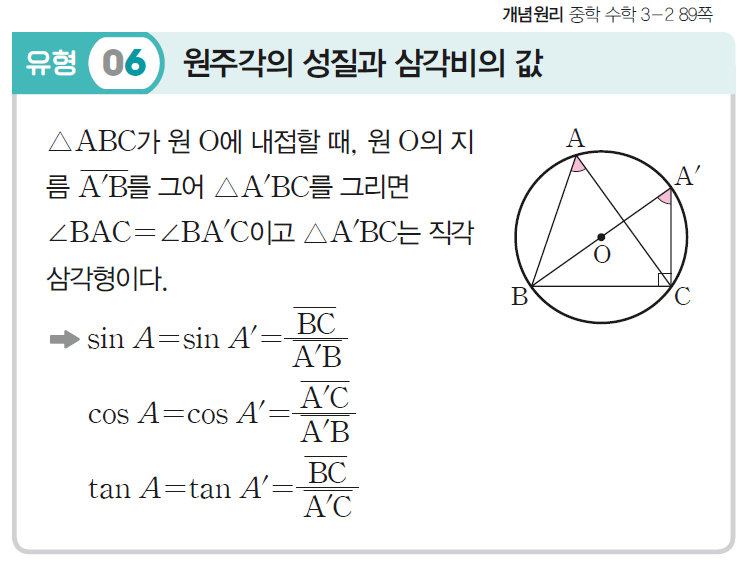 개념원리 중학 수학 3-2 89쪽
유형 06 원주각의 성질과 삼각비의 값
△ABC가 원 O에 내접할 때, 원 O의 지
름 A′B를 그어 △A′BC를 그리면
∠BAC=∠BA′C이고 △A′BC는 직각
삼각형이다.
➡ sin A=sin A′=BC/A′B
cos A=cos A′=A′C/A′B
tan A=tan A′=BC/A′C
A
A′
O
B
C